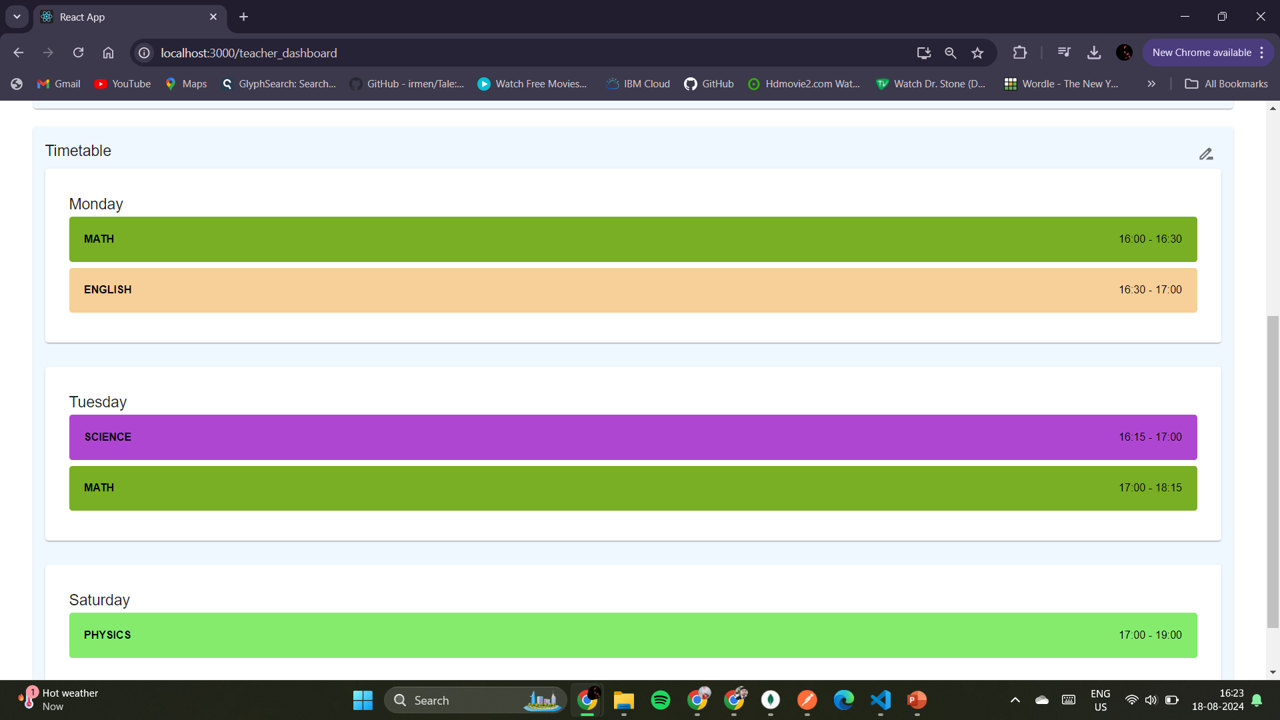 React App
localhost:3000/teacher_dashboard
New Chrome available
Gmail
YouTube
Maps
GlyphSearch: Search...
GitHub - irmen/Tale:...
Watch Free Movies...
IBM Cloud
GitHub
Hdmovie2.com Wat...
Watch Dr. Stone (D...
Wordle - The New Y...
All Bookmarks
Timetable
Monday
MATH 16:00 - 16:30
ENGLISH 16:30 - 17:00
Tuesday
SCIENCE 16:15 - 17:00
MATH 17:00 - 18:15
Saturday
PHYSICS 17:00 - 19:00
1
Hot weather
Now
Search
ENG
US
16:23
18-08-2024